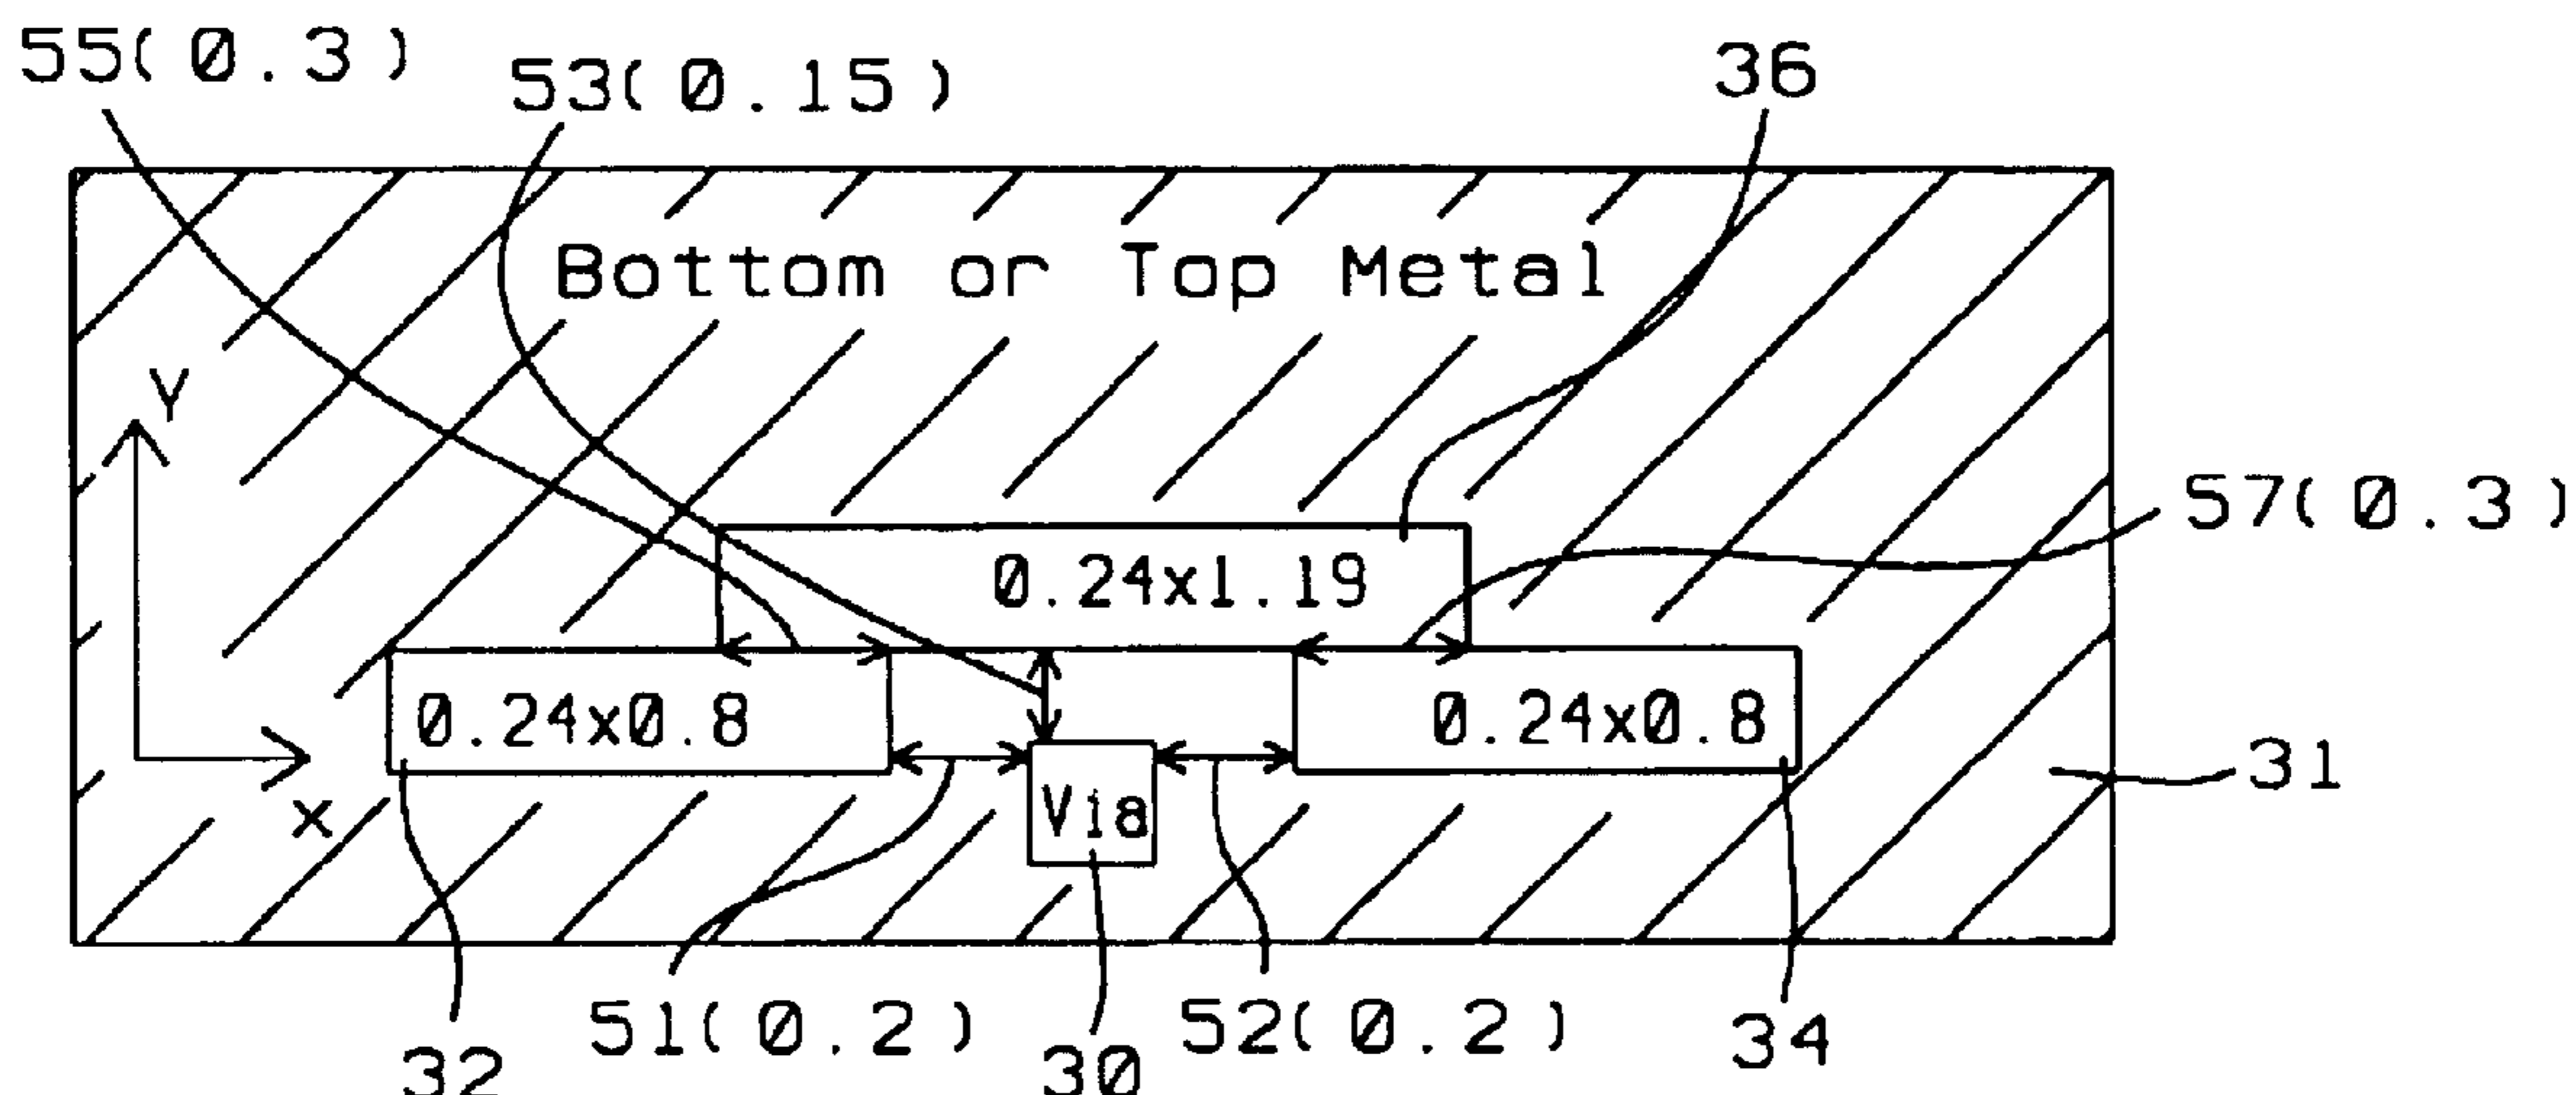 55(0.3)
53(0.15)
36
Bottom or Top Metal
Y
57(0.3)
0.24x1.19
0.24x0.8
0.24x0.8
31
Via
X
51(0.2)
52(0.2)
34
32
30